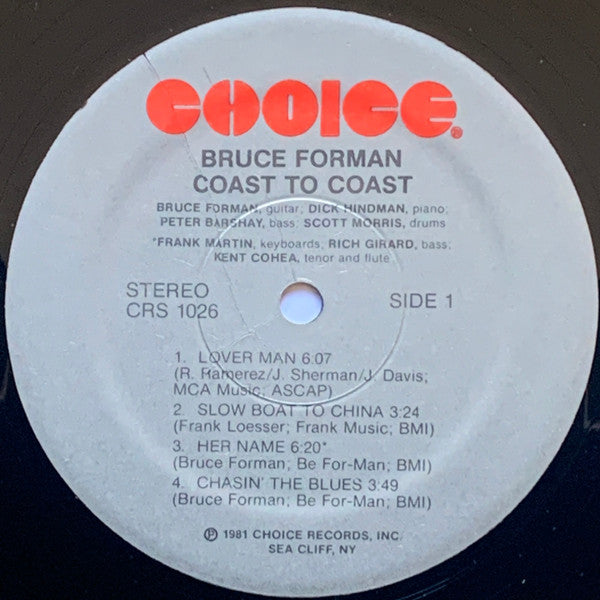 CHOICE®
BRUCE FORMAN
COAST TO COAST
BRUCE FORMAN, guitar; DICK HINDMAN, piano;
PETER BARSHAY, bass; SCOTT MORRIS, drums
*FRANK MARTIN, keyboards; RICH GIRARD, bass;
KENT COHEA, tenor and flute
STEREO
CRS 1026
SIDE 1
1. LOVER MAN 6:07
(R. Ramerez/J. Sherman/J. Davis;
MCA Music; ASCAP)
2. SLOW BOAT TO CHINA 3:24
(Frank Loesser; Frank Music; BMI)
3. HER NAME 6:20*
(Bruce Forman; Be For-Man; BMI)
4. CHASIN' THE BLUES 3:49
(Bruce Forman; Be For-Man; BMI)
℗ 1981 CHOICE RECORDS, INC.
SEA CLIFF, NY